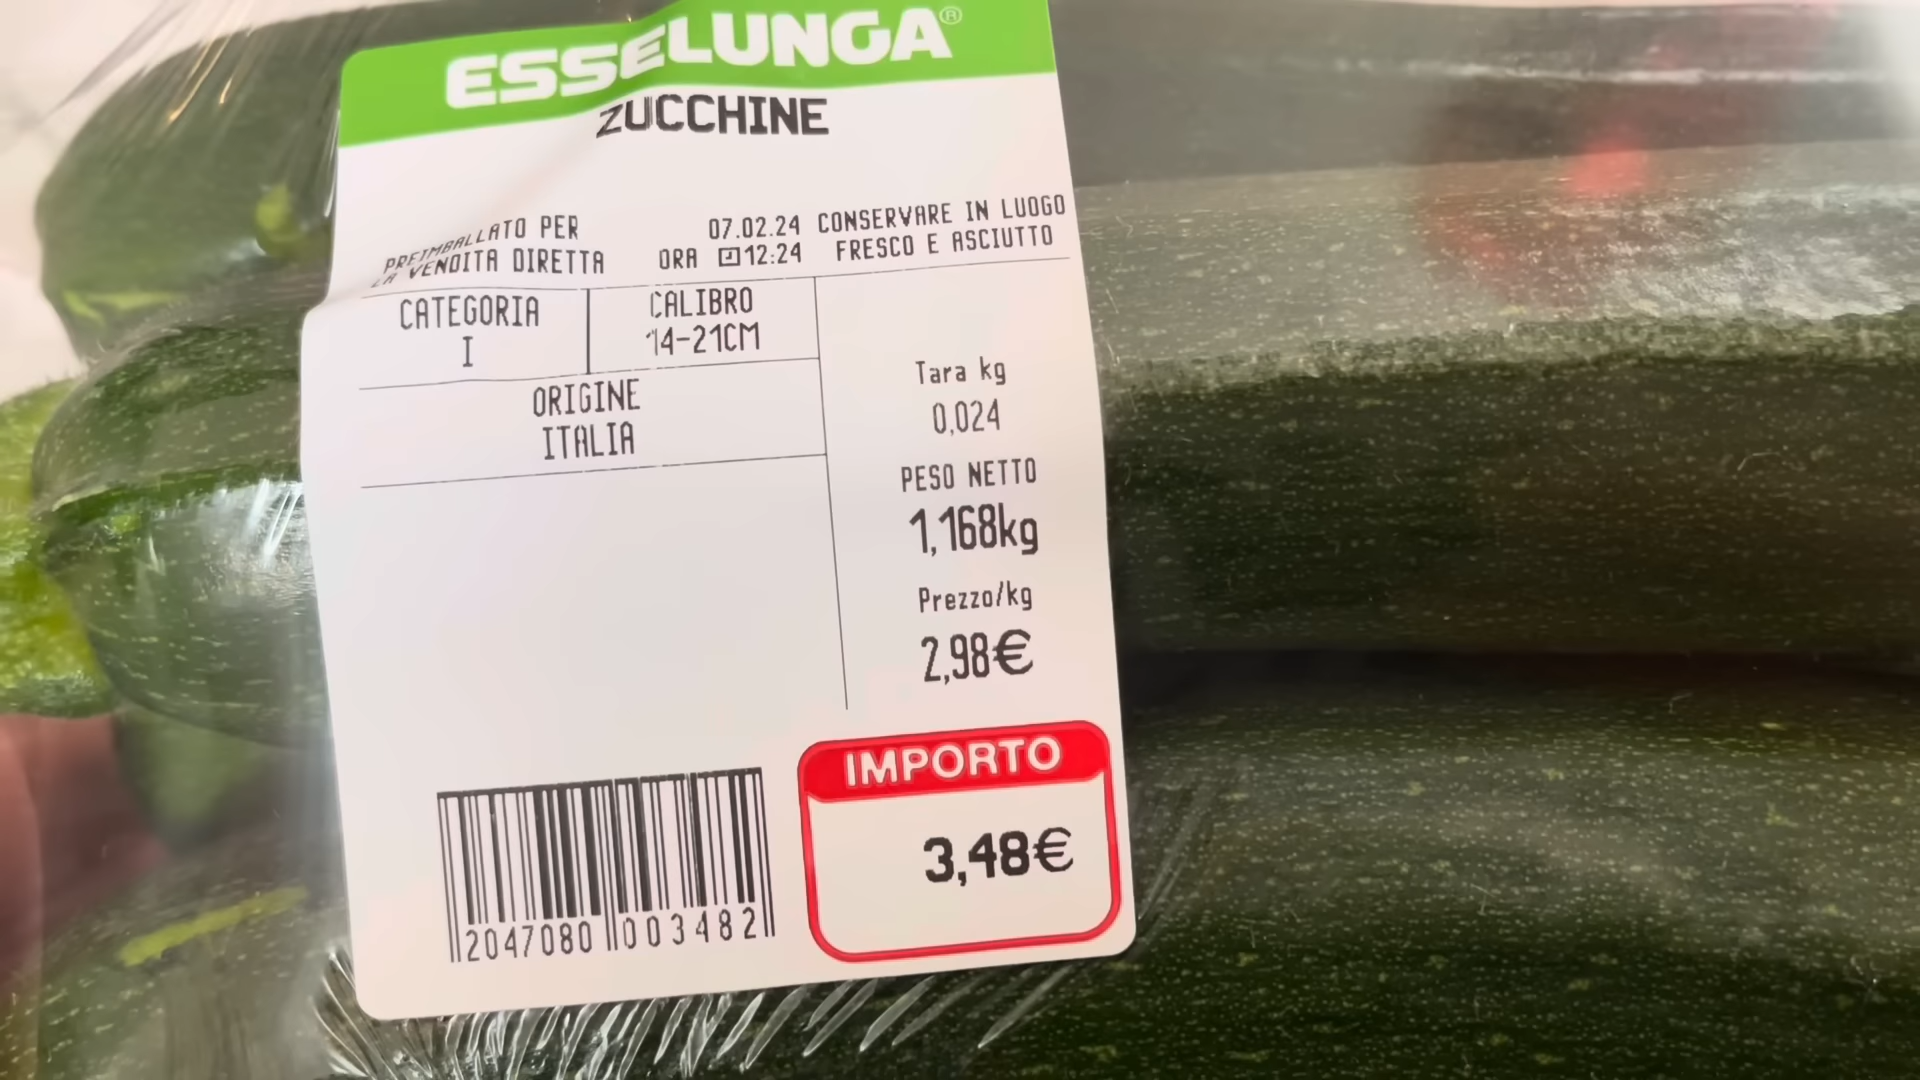 ESSELUNGA®
ZUCCHINE
PREIMBALLATO PER
LA VENDITA DIRETTA
07.02.24
ORA 12:24
CONSERVARE IN LUOGO
FRESCO E ASCIUTTO
CATEGORIA
I
CALIBRO
14-21CM
ORIGINE
ITALIA
Tara kg
0,024
PESO NETTO
1,168kg
Prezzo/kg
2,98€
IMPORTO
3,48€
2047080 003482